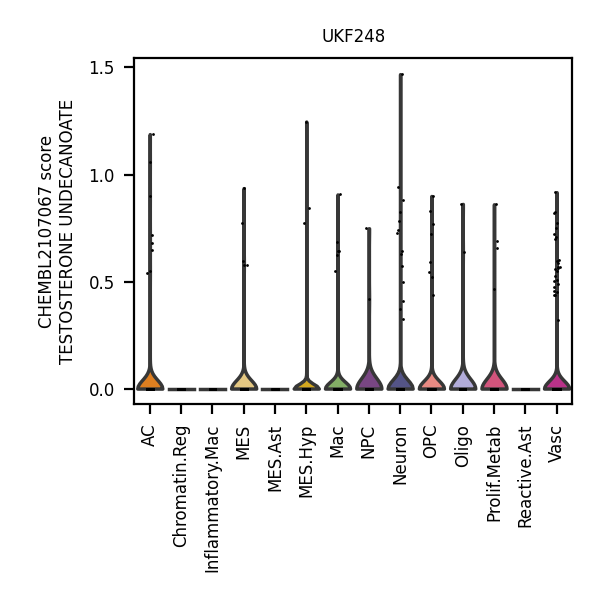 UKF248
CHEMBL2107067 score
TESTOSTERONE UNDECANOATE
1.5
1.0
0.5
0.0
AC
Chromatin.Reg
Inflammatory.Mac
MES
MES.Ast
MES.Hyp
Mac
NPC
Neuron
OPC
Oligo
Prolif.Metab
Reactive.Ast
Vasc